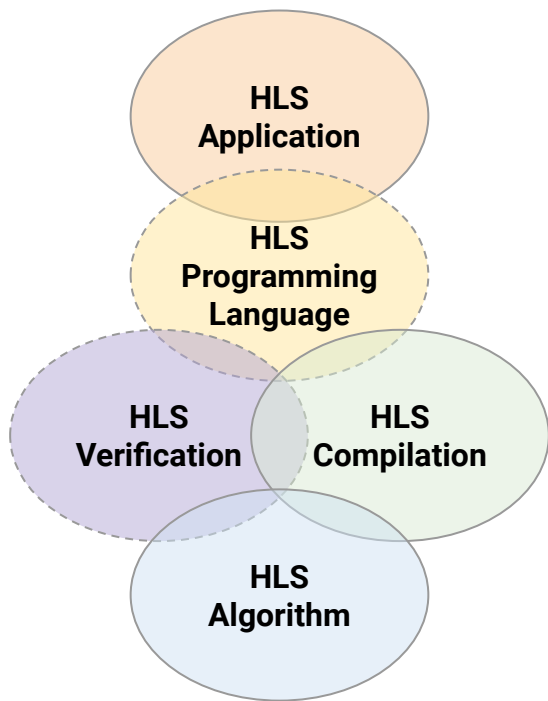 HLS
Application
HLS
Programming
Language
HLS
Verification
HLS
Compilation
HLS
Algorithm